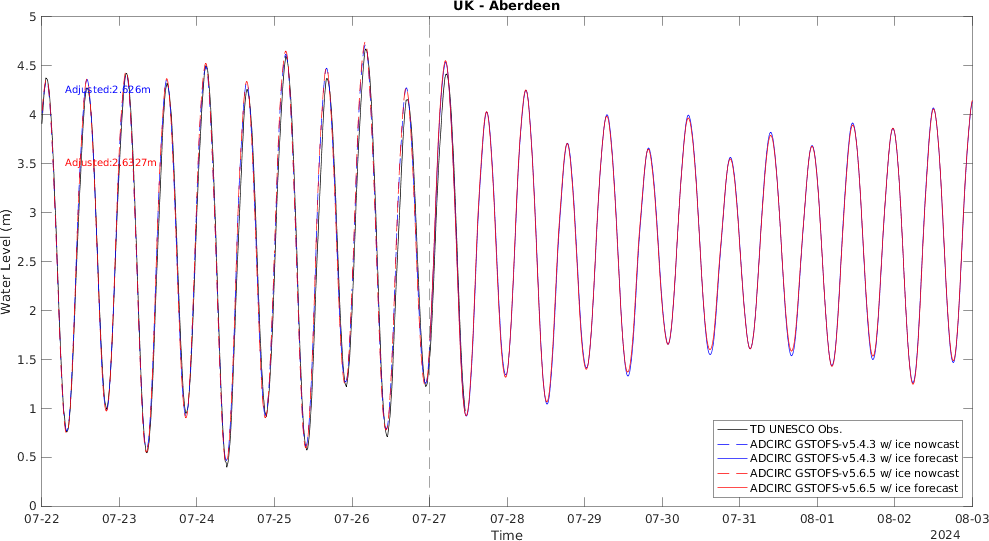 UK - Aberdeen
5
4.5
4
3.5
3
2.5
2
1.5
1
0.5
0
Water Level (m)
Adjusted:2.626m
Adjusted:2.6327m
TD UNESCO Obs.
ADCIRC GSTOFS-v5.4.3 w/ ice nowcast
ADCIRC GSTOFS-v5.4.3 w/ ice forecast
ADCIRC GSTOFS-v5.6.5 w/ ice nowcast
ADCIRC GSTOFS-v5.6.5 w/ ice forecast
07-22 07-23 07-24 07-25 07-26 07-27 07-28 07-29 07-30 07-31 08-01 08-02 08-03
Time
2024